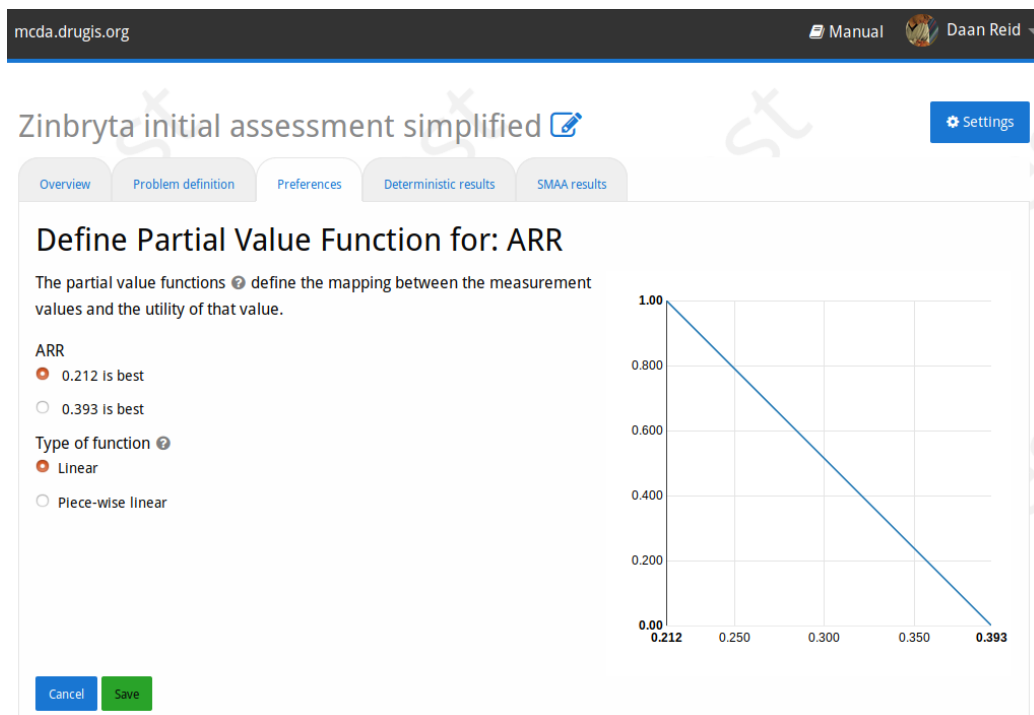 mcda.drugis.org Manual Daan Reid
Zinbryta initial assessment simplified
Settings
Overview Problem definition Preferences Deterministic results SMAA results
Define Partial Value Function for: ARR
The partial value functions define the mapping between the measurement
values and the utility of that value.
ARR
0.212 is best
0.393 is best
Type of function
Linear
Piece-wise linear
1.00
0.800
0.600
0.400
0.200
0.00
0.212 0.250 0.300 0.350 0.393
Cancel Save
st st st